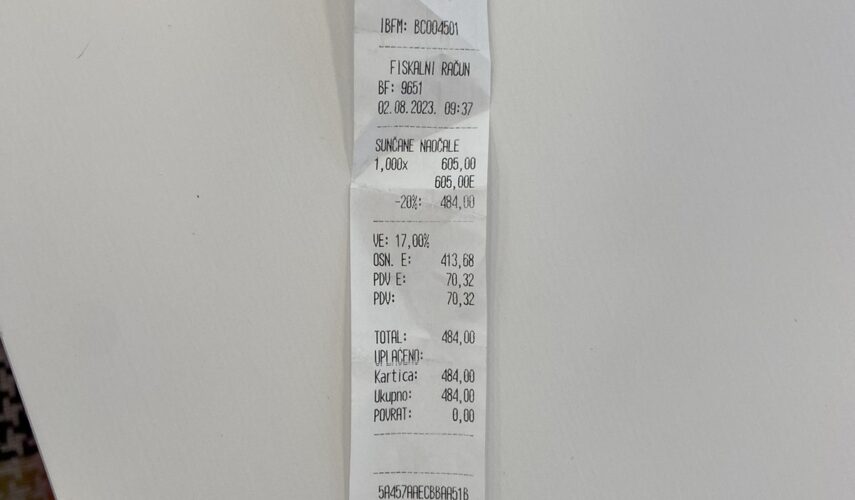 IBFM: BC004501
FISKALNI RAČUN
BF: 9651
02.08.2023. 09:37
SUNČANE NAOČALE
1,000x 605,00
605,00E
-20%: 484,00
VE: 17,00%
OSN. E: 413,68
PDV E: 70,32
PDV: 70,32
TOTAL: 484,00
UPLAĆENO:
Kartica: 484,00
Ukupno: 484,00
POVRAT: 0,00
5A457AAECBBAA51B